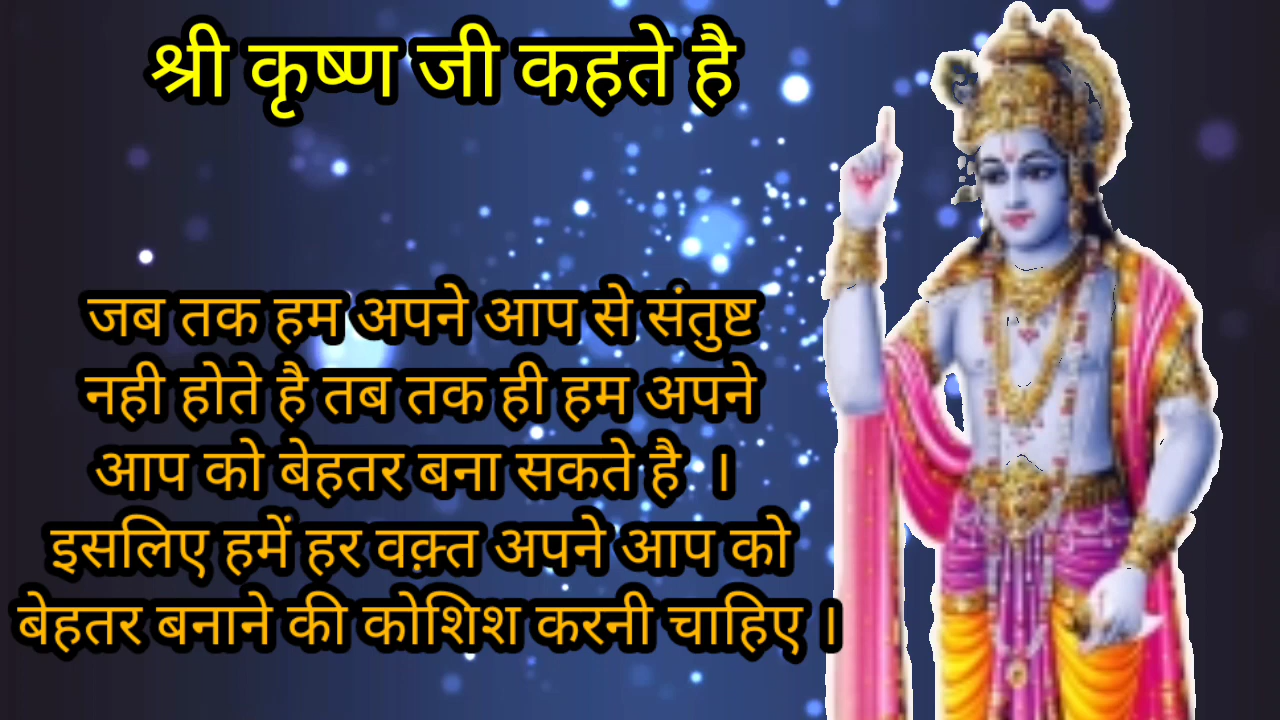 श्री कृष्ण जी कहते है
जब तक हम अपने आप से संतुष्ट
नही होते है तब तक ही हम अपने
आप को बेहतर बना सकते है ।
इसलिए हमें हर वक़्त अपने आप को
बेहतर बनाने की कोशिश करनी चाहिए ।